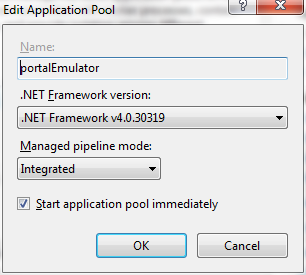 Edit Application Pool
Name:
portalEmulator
.NET Framework version:
.NET Framework v4.0.30319
Managed pipeline mode:
Integrated
Start application pool immediately
OK Cancel